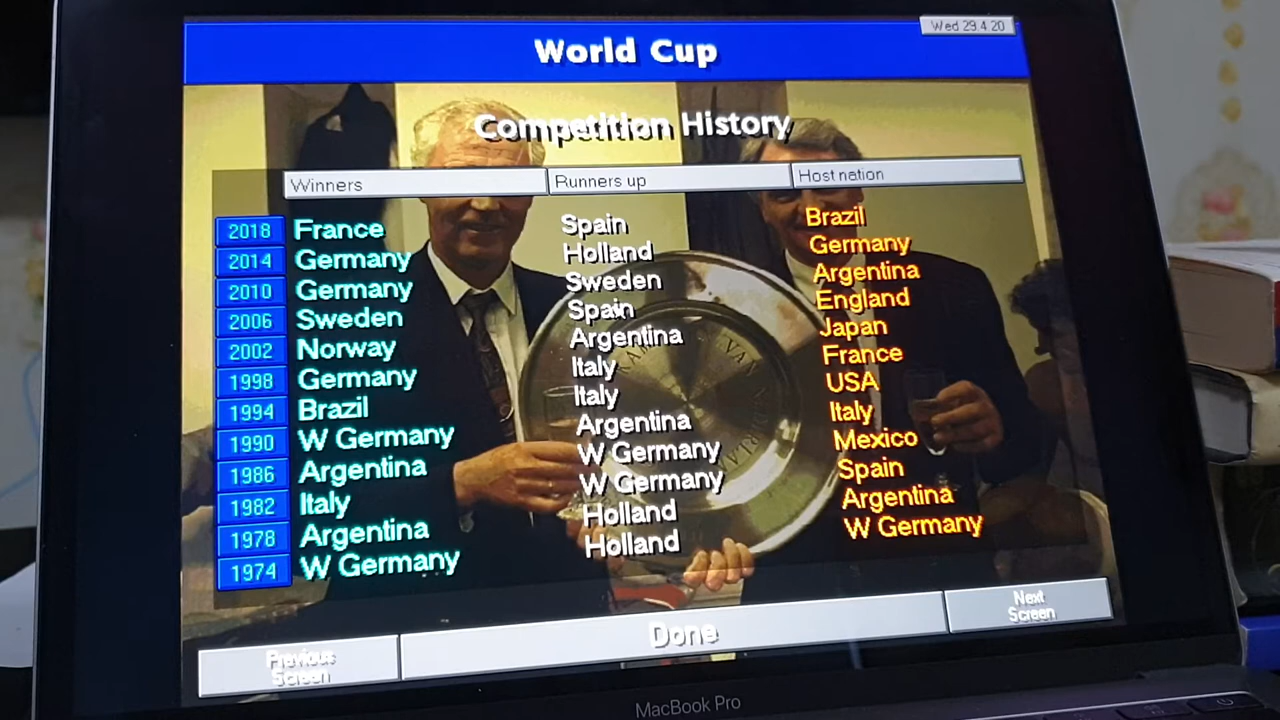 Wed 29.4.20
World Cup
Competition History
Winners Runners up Host nation
2018 France Spain Brazil
2014 Germany Holland Germany
2010 Germany Sweden Argentina
2006 Sweden Spain England
2002 Norway Argentina Japan
1998 Germany Italy France
1994 Brazil Italy USA
1990 W Germany Argentina Italy
1986 Argentina W Germany Mexico
1982 Italy W Germany Spain
1978 Argentina Holland Argentina
1974 W Germany Holland W Germany
Previous Screen
Done
Next Screen
MacBook Pro